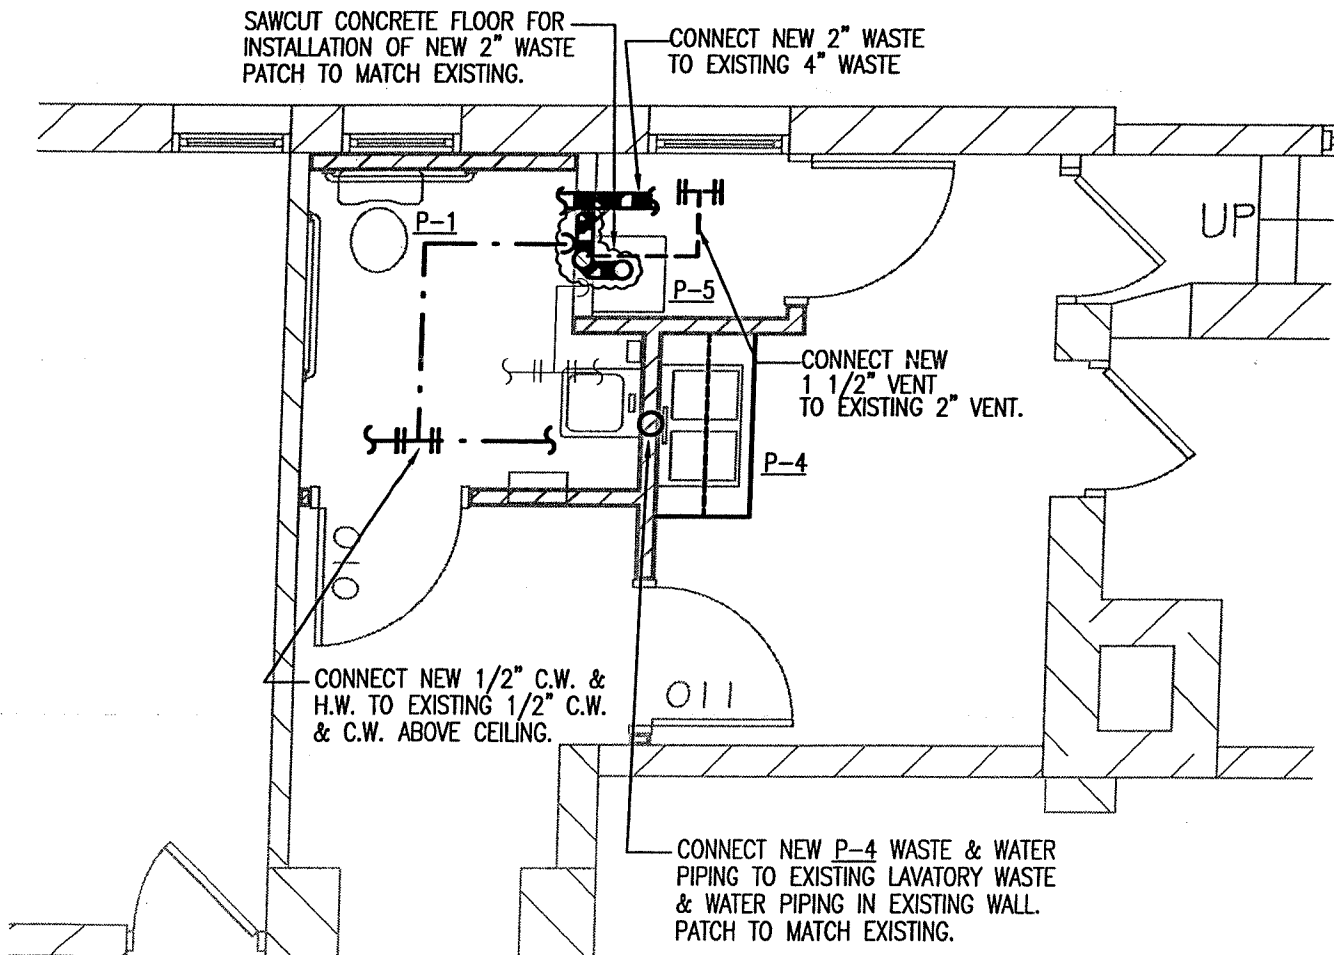 SAWCUT CONCRETE FLOOR FOR
INSTALLATION OF NEW 2" WASTE
PATCH TO MATCH EXISTING.
CONNECT NEW 2" WASTE
TO EXISTING 4" WASTE
P-1
UP
P-5
CONNECT NEW
1 1/2" VENT
TO EXISTING 2" VENT.
P-4
010
CONNECT NEW 1/2" C.W. &
H.W. TO EXISTING 1/2" C.W.
& C.W. ABOVE CEILING.
011
CONNECT NEW P-4 WASTE & WATER
PIPING TO EXISTING LAVATORY WASTE
& WATER PIPING IN EXISTING WALL.
PATCH TO MATCH EXISTING.